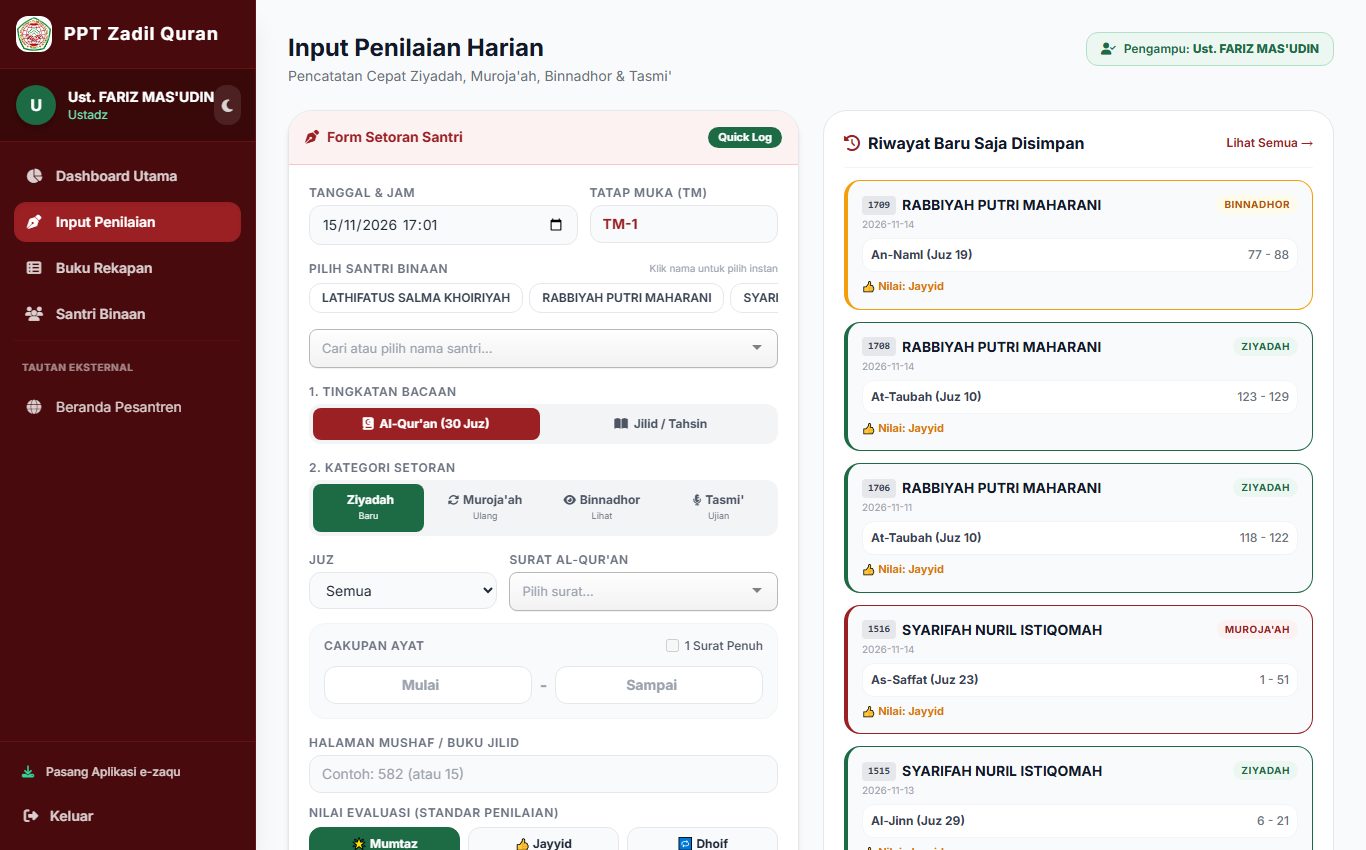 PPT Zadil Quran
U
Ust. FARIZ MAS'UDIN
Ustadz
Dashboard Utama
Input Penilaian
Buku Rekapan
Santri Binaan
TAUTAN EKSTERNAL
Beranda Pesantren
Pasang Aplikasi e-zaqu
Keluar
Input Penilaian Harian
Pencatatan Cepat Ziyadah, Muroja'ah, Binnadhor & Tasmi'
Pengampu: Ust. FARIZ MAS'UDIN
Form Setoran Santri
Quick Log
TANGGAL & JAM
TATAP MUKA (TM)
15/11/2026 17:01
TM-1
PILIH SANTRI BINAAN
Klik nama untuk pilih instan
LATHIFATUS SALMA KHOIRIYAH
RABBIYAH PUTRI MAHARANI
SYARI
Cari atau pilih nama santri...
1. TINGKATAN BACAAN
Al-Qur'an (30 Juz)
Jilid / Tahsin
2. KATEGORI SETORAN
Ziyadah
Baru
Muroja'ah
Ulang
Binnadhor
Lihat
Tasmi'
Ujian
JUZ
SURAT AL-QUR'AN
Semua
Pilih surat...
CAKUPAN AYAT
1 Surat Penuh
Mulai
-
Sampai
HALAMAN MUSHAF / BUKU JILID
Contoh: 582 (atau 15)
NILAI EVALUASI (STANDAR PENILAIAN)
Mumtaz
Jayyid
Dhoif
Riwayat Baru Saja Disimpan
Lihat Semua →
1709 RABBIYAH PUTRI MAHARANI
BINNADHOR
2026-11-14
An-Naml (Juz 19)
77 - 88
Nilai: Jayyid
1708 RABBIYAH PUTRI MAHARANI
ZIYADAH
2026-11-14
At-Taubah (Juz 10)
123 - 129
Nilai: Jayyid
1706 RABBIYAH PUTRI MAHARANI
ZIYADAH
2026-11-11
At-Taubah (Juz 10)
118 - 122
Nilai: Jayyid
1516 SYARIFAH NURIL ISTIQOMAH
MUROJA'AH
2026-11-14
As-Saffat (Juz 23)
1 - 51
Nilai: Jayyid
1515 SYARIFAH NURIL ISTIQOMAH
ZIYADAH
2026-11-13
Al-Jinn (Juz 29)
6 - 21